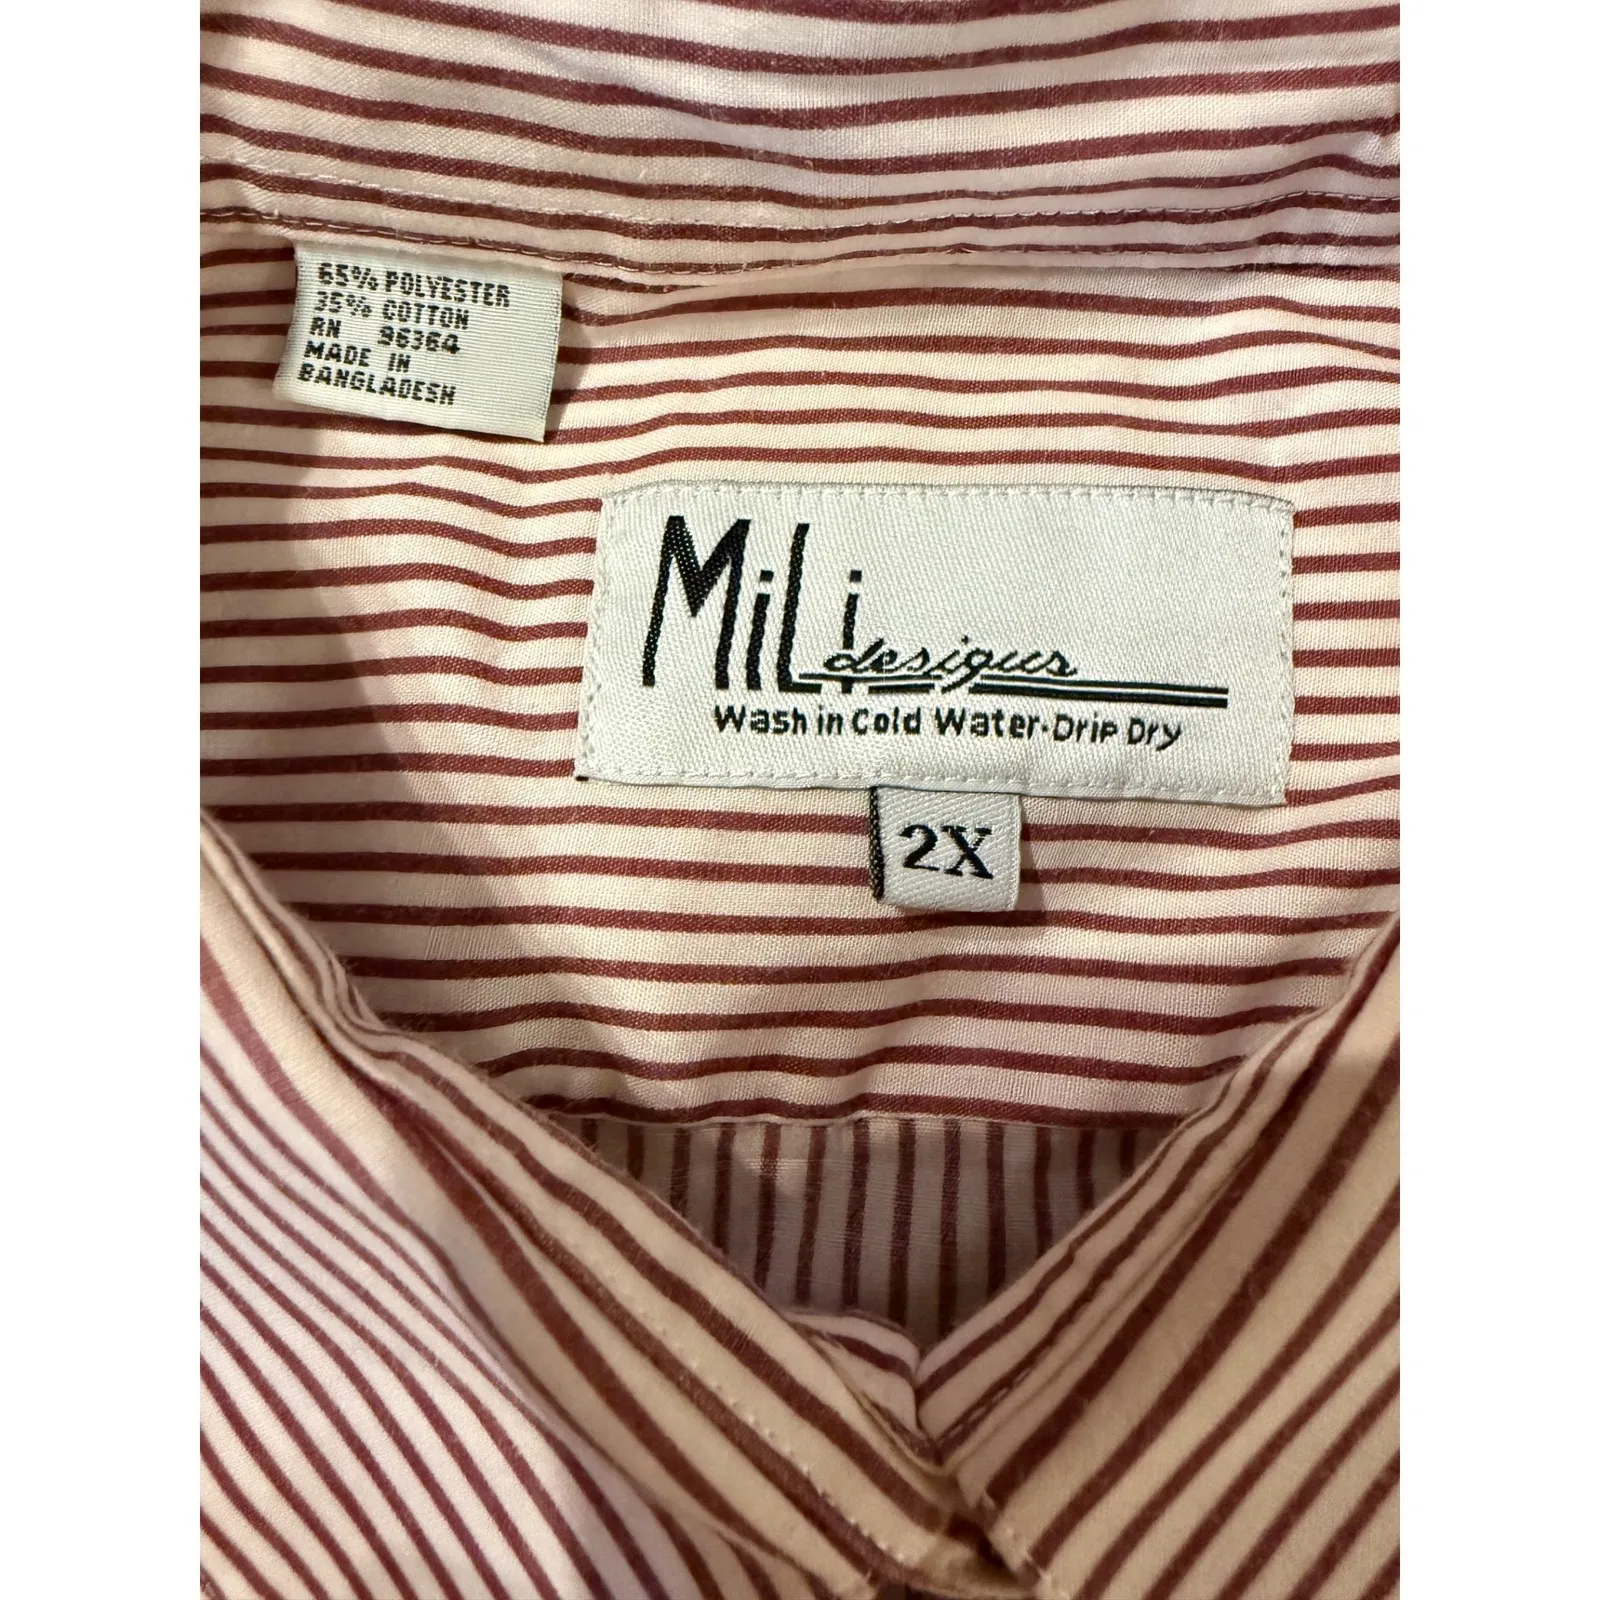 65% POLYESTER
35% COTTON
RN 96364
MADE IN
BANGLADESH
MiLi designs
Wash in Cold Water-Drip Dry
2X